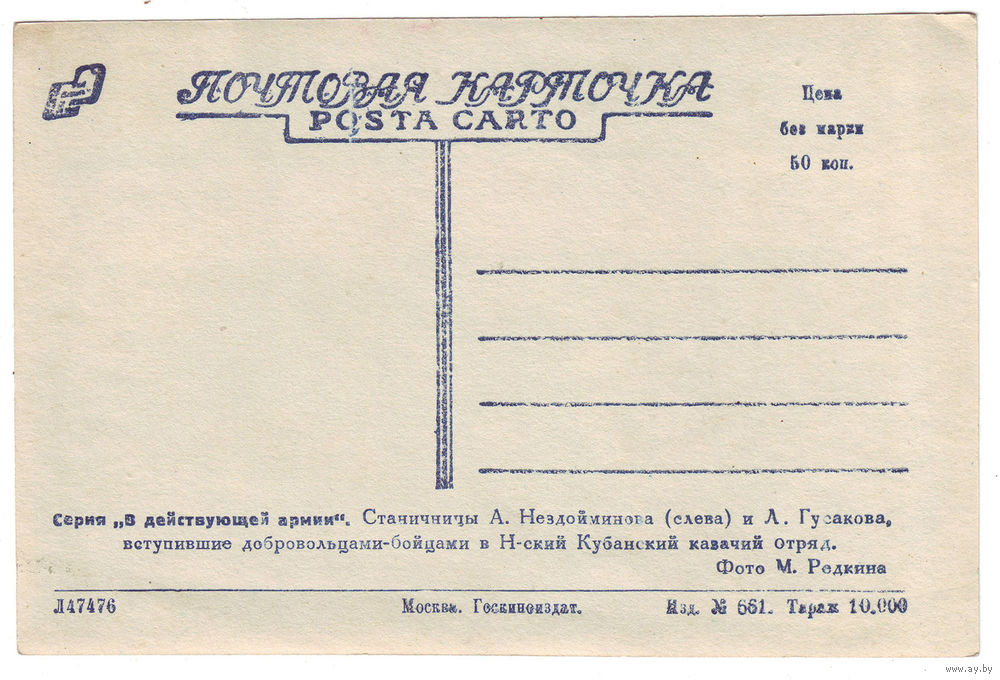 ПОЧТОВАЯ КАРТОЧКА
POSTA CARTO
Цена
без марки
50 коп.
Серия „В действующей армии“. Станичницы А. Нездойминова (слева) и Л. Гусакова,
вступившие добровольцами-бойцами в Н-ский Кубанский казачий отряд.
Фото М. Редкина
Л47476 Москва. Госкиноиздат. Изд. № 661. Тираж 10.000
www.ay.by